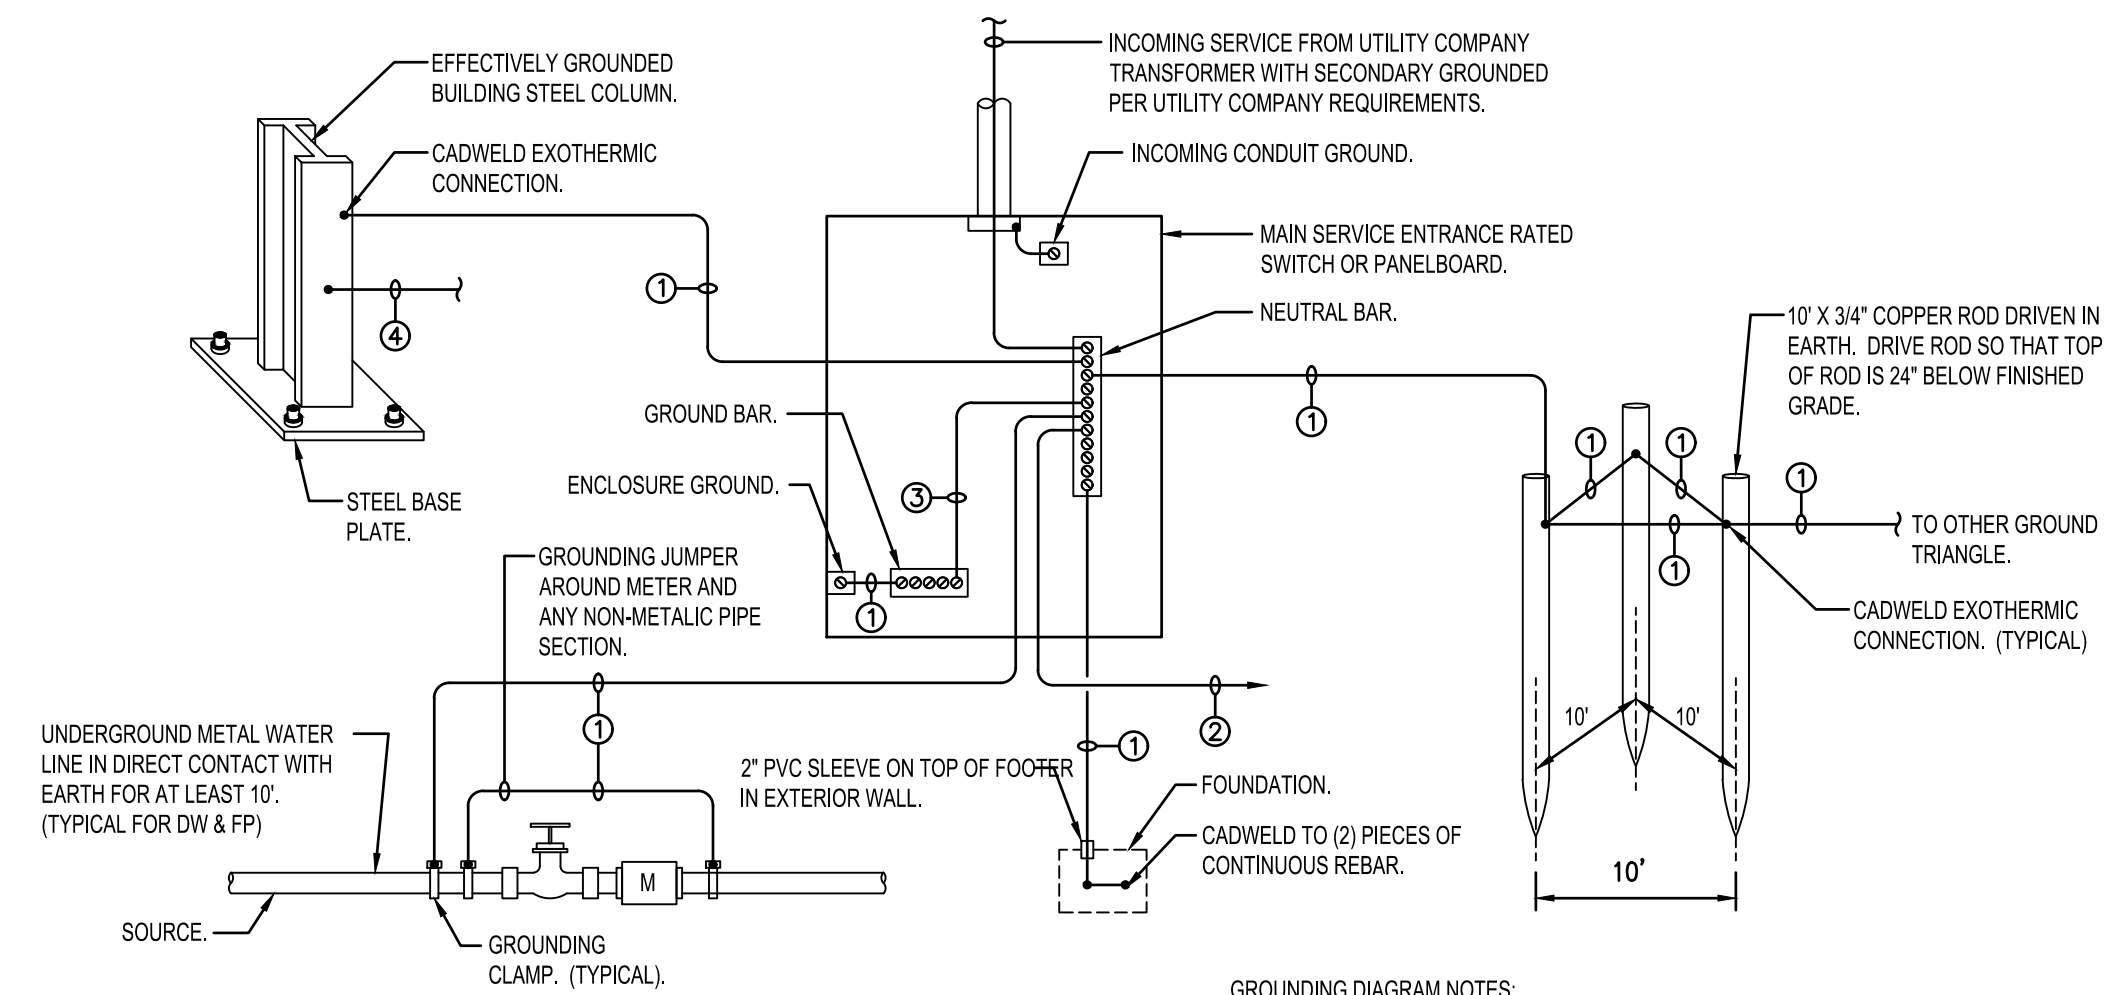 EFFECTIVELY GROUNDED
BUILDING STEEL COLUMN.
CADWELD EXOTHERMIC
CONNECTION.
1
4
STEEL BASE
PLATE.
INCOMING SERVICE FROM UTILITY COMPANY
TRANSFORMER WITH SECONDARY GROUNDED
PER UTILITY COMPANY REQUIREMENTS.
INCOMING CONDUIT GROUND.
MAIN SERVICE ENTRANCE RATED
SWITCH OR PANELBOARD.
NEUTRAL BAR.
GROUND BAR.
ENCLOSURE GROUND.
3
1
1
10' X 3/4" COPPER ROD DRIVEN IN
EARTH. DRIVE ROD SO THAT TOP
OF ROD IS 24" BELOW FINISHED
GRADE.
1
1
1
1
TO OTHER GROUND
TRIANGLE.
CADWELD EXOTHERMIC
CONNECTION. (TYPICAL)
10'
10'
10'
GROUNDING JUMPER
AROUND METER AND
ANY NON-METALIC PIPE
SECTION.
1
UNDERGROUND METAL WATER
LINE IN DIRECT CONTACT WITH
EARTH FOR AT LEAST 10'.
(TYPICAL FOR DW & FP)
M
SOURCE.
GROUNDING
CLAMP. (TYPICAL).
2
1
2" PVC SLEEVE ON TOP OF FOOTER
IN EXTERIOR WALL.
FOUNDATION.
CADWELD TO (2) PIECES OF
CONTINUOUS REBAR.
GROUNDING DIAGRAM NOTES: